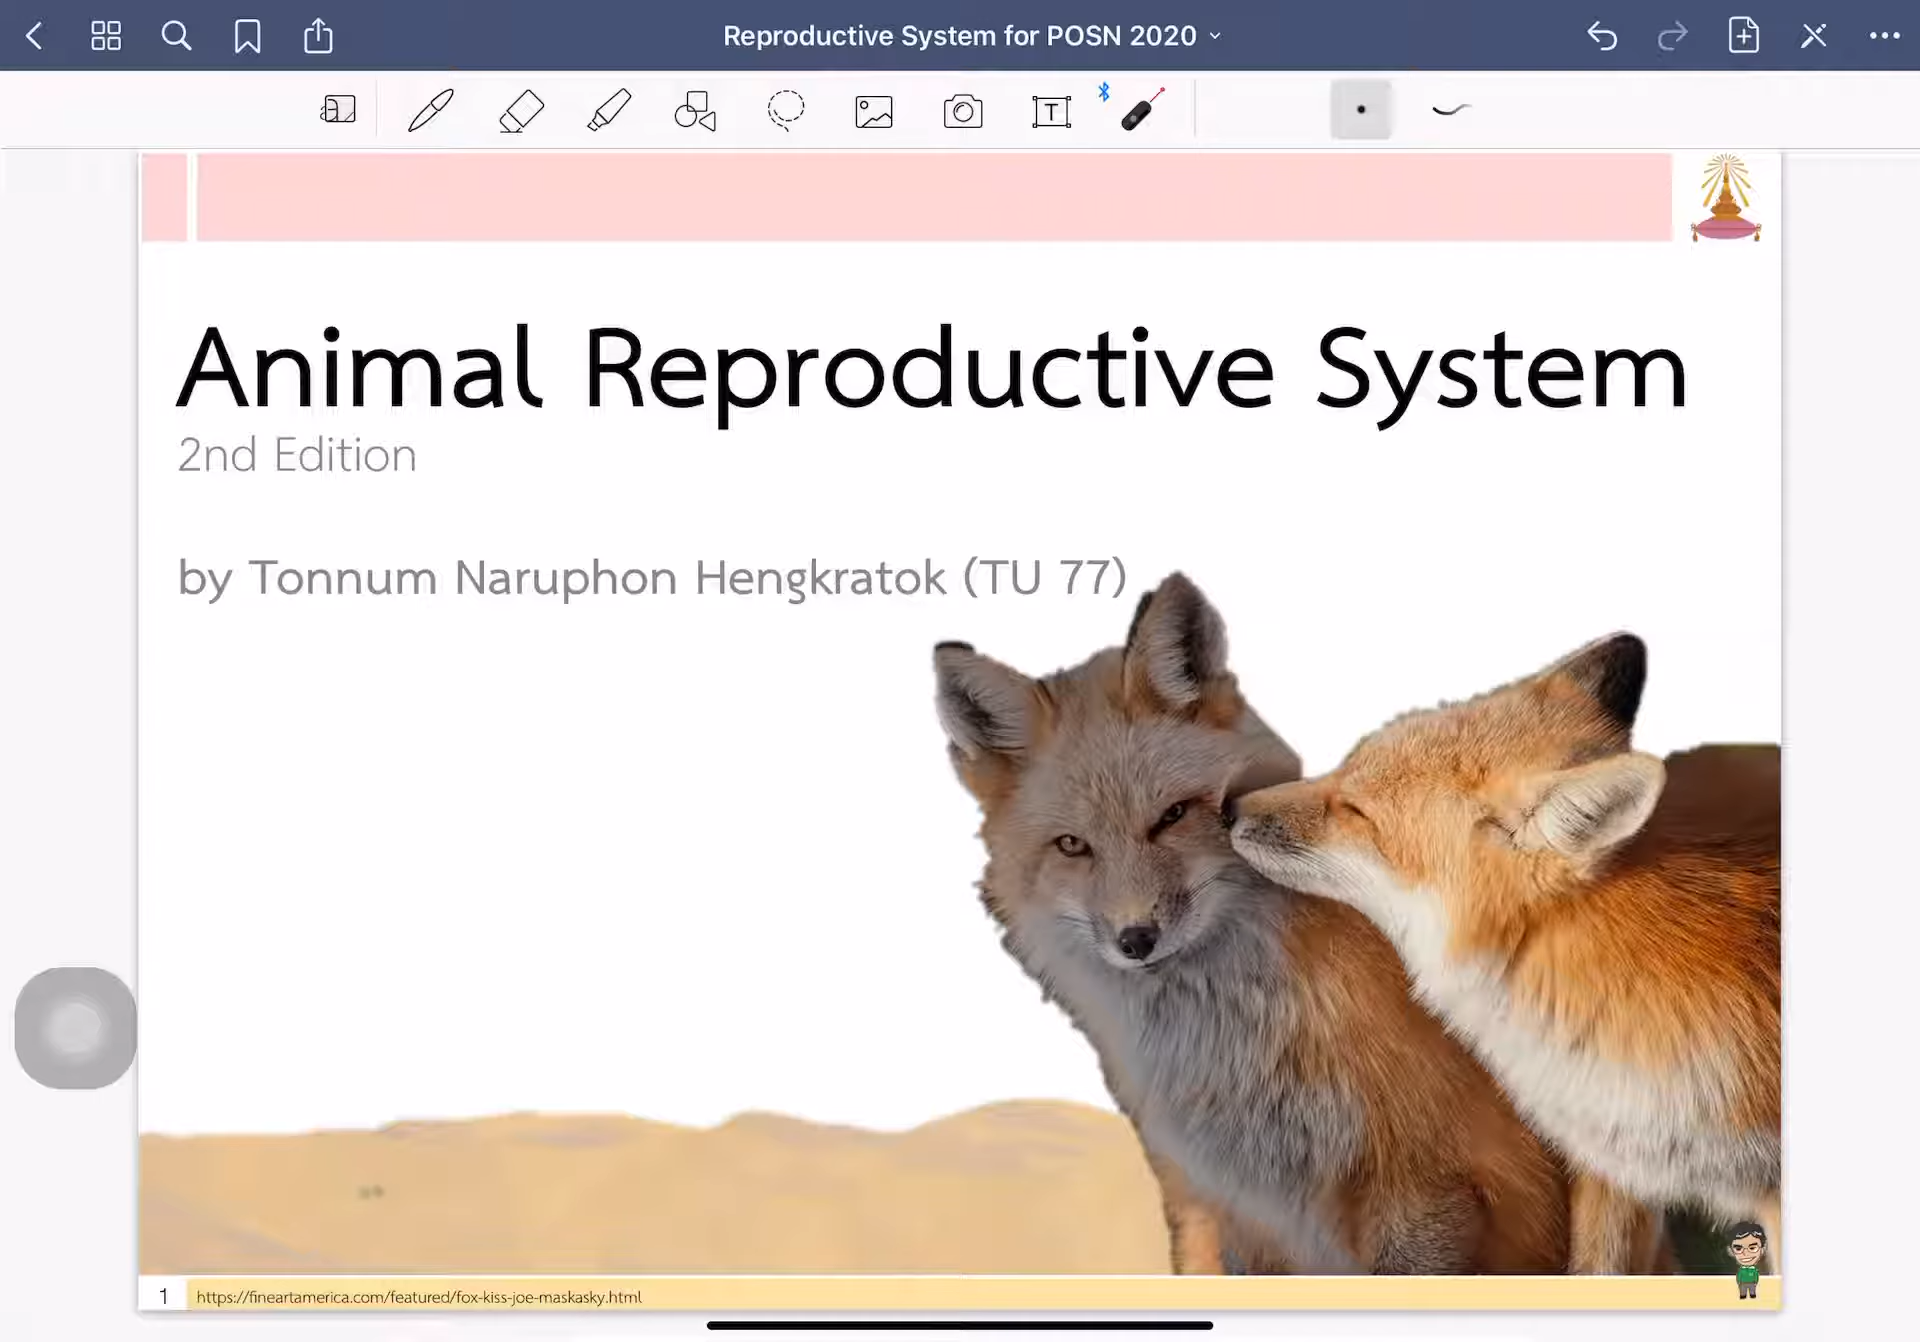 Reproductive System for POSN 2020
Animal Reproductive System
2nd Edition
by Tonnum Naruphon Hengkratok (TU 77)
1
https://fineartamerica.com/featured/fox-kiss-joe-maskasky.html